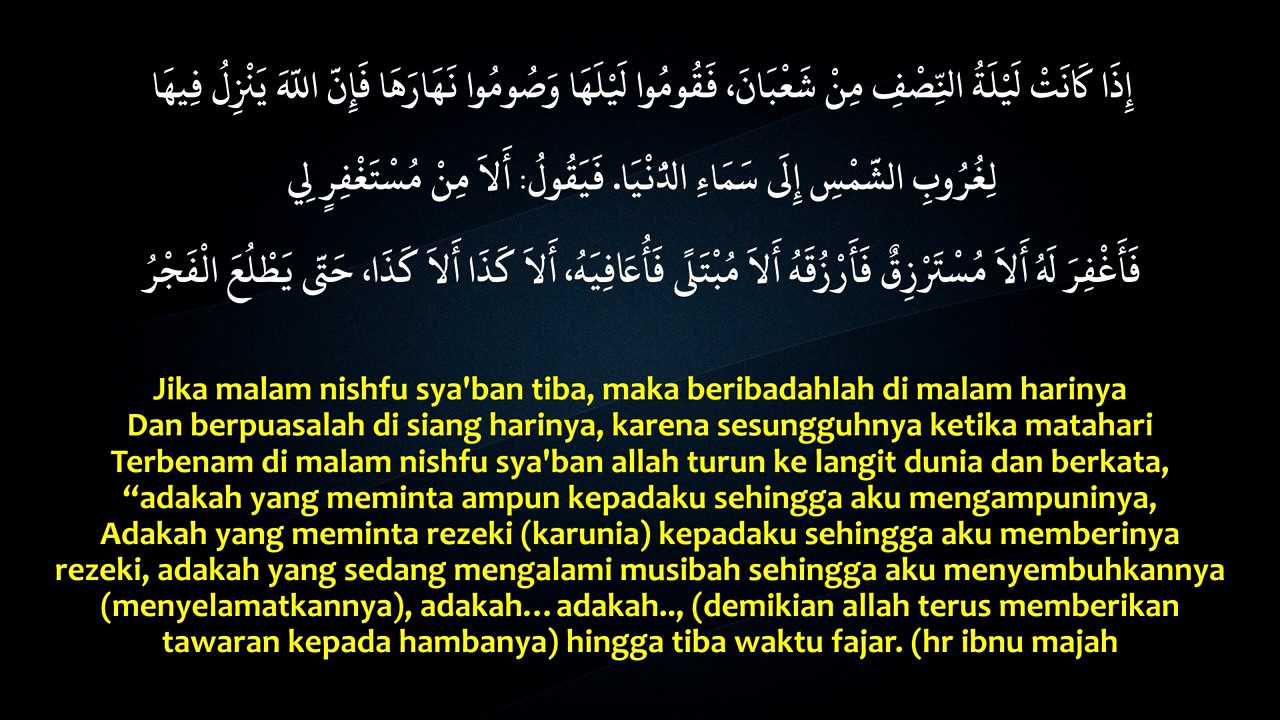 إِذَا كَانَتْ لَيْلَةُ النِّصْفِ مِنْ شَعْبَانَ، فَقُومُوا لَيْلَهَا وَصُومُوا نَهَارَهَا فَإِنّ اللّهَ يَنْزِلُ فِيهَا
لِغُرُوبِ الشّمْسِ إِلَى سَمَاءِ الدّنْيَا. فَيَقُولُ: أَلاَ مِنْ مُسْتَغْفِرٍ لِي
فَأَغْفِرَ لَهُ أَلاَ مُسْتَرْزِقٌ فَأَرْزُقَهُ أَلاَ مُبْتَلًى فَأُعَافِيَهُ، أَلاَ كَذَا أَلاَ كَذَا، حَتّى يَطْلُعَ الْفَجْرُ
Jika malam nishfu sya'ban tiba, maka beribadahlah di malam harinya
Dan berpuasalah di siang harinya, karena sesungguhnya ketika matahari
Terbenam di malam nishfu sya'ban allah turun ke langit dunia dan berkata,
“adakah yang meminta ampun kepadaku sehingga aku mengampuninya,
Adakah yang meminta rezeki (karunia) kepadaku sehingga aku memberinya
rezeki, adakah yang sedang mengalami musibah sehingga aku menyembuhkannya
(menyelamatkannya), adakah… adakah.., (demikian allah terus memberikan
tawaran kepada hambanya) hingga tiba waktu fajar. (hr ibnu majah